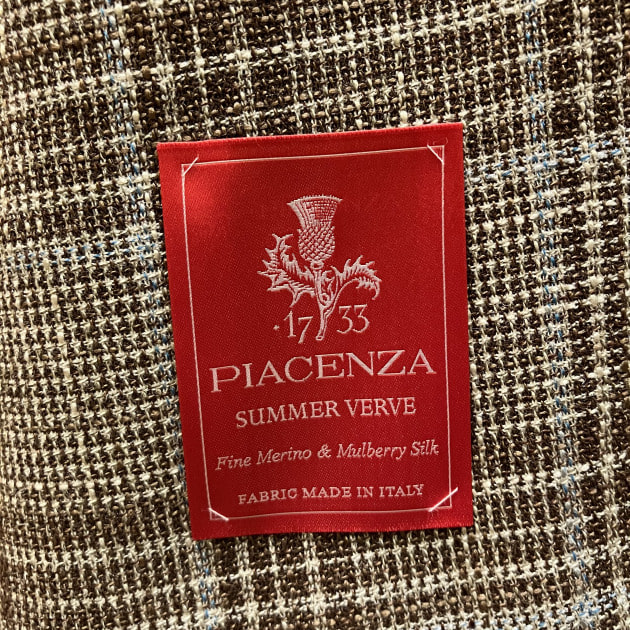 ·17 33
PIACENZA
SUMMER VERVE
Fine Merino & Mulberry Silk
FABRIC MADE IN ITALY